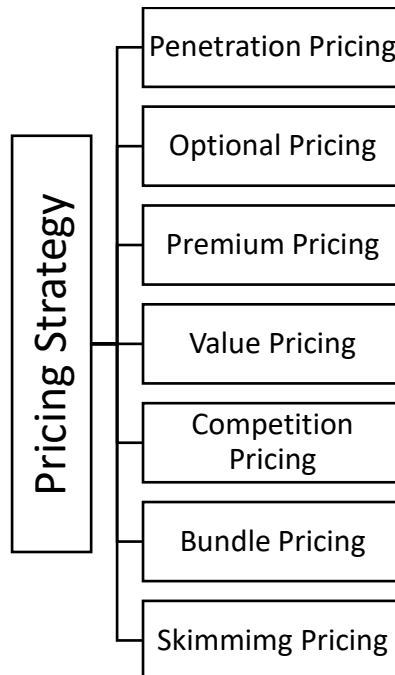 Pricing Strategy
Penetration Pricing
Optional Pricing
Premium Pricing
Value Pricing
Competition
Pricing
Bundle Pricing
Skimmimg Pricing